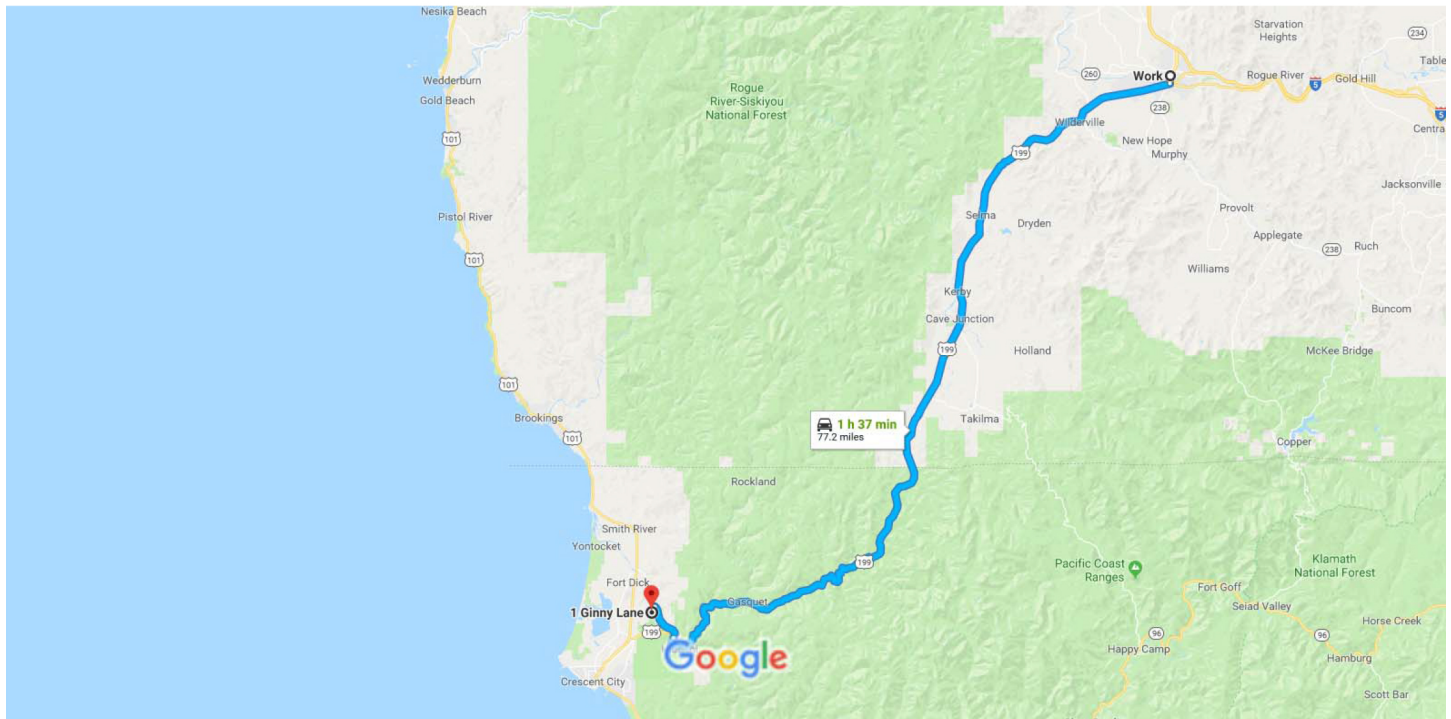 Nesika Beach
Wedderburn
Gold Beach
101
Pistol River
101
101
Brookings
101
Rogue
River-Siskiyou
National Forest
Starvation
Heights
234
Table
260
Work
Rogue River
5
Gold Hill
5
Centra
238
Wilderville
New Hope
Murphy
199
Jacksonville
Selma
Dryden
Provolt
Applegate
238
Ruch
Williams
Kerby
Buncom
Cave Junction
199
Holland
McKee Bridge
Takilma
1 h 37 min
77.2 miles
Copper
Rockland
Smith River
Yontocket
199
Pacific Coast
Ranges
Klamath
National Forest
Fort Dick
Gasquet
Fort Goff
Seiad Valley
1 Ginny Lane
199
Horse Creek
96
96
Happy Camp
Hamburg
Google
Crescent City
Scott Bar